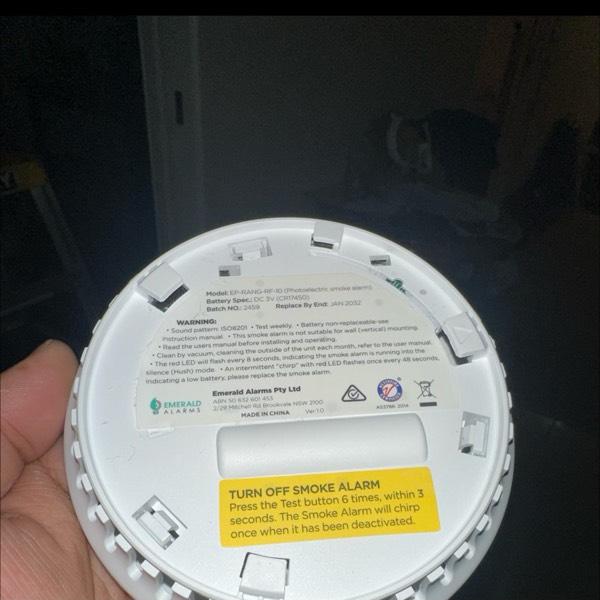 Model: EP-RANG-RF-10 (Photoelectric smoke alarm)
Battery Spec.: DC 3V (CR17450)
Batch NO.: 2459 Replace By End: JAN 2032
WARNING:
• Sound pattern: ISO8201 • Test weekly. • Battery non-replaceable-use
instruction manual. • This smoke alarm is not suitable for wall (vertical) mounting.
• Read the users manual before installing and operating.
• Clean by vacuum, cleaning the outside of the unit each month, refer to the user manual.
• The red LED will flash every 8 seconds, indicating the smoke alarm is running into the
silence (Hush) mode. • An intermittent "chirp" with red LED flashes once every 48 seconds,
indicating a low battery, please replace the smoke alarm.
EMERALD
ALARMS
Emerald Alarms Pty Ltd
ABN 50 632 601 453
2/29 Mitchell Rd Brookvale NSW 2100
MADE IN CHINA Ver:1.0
AS3786: 2014
TURN OFF SMOKE ALARM
Press the Test button 6 times, within 3
seconds. The Smoke Alarm will chirp
once when it has been deactivated.